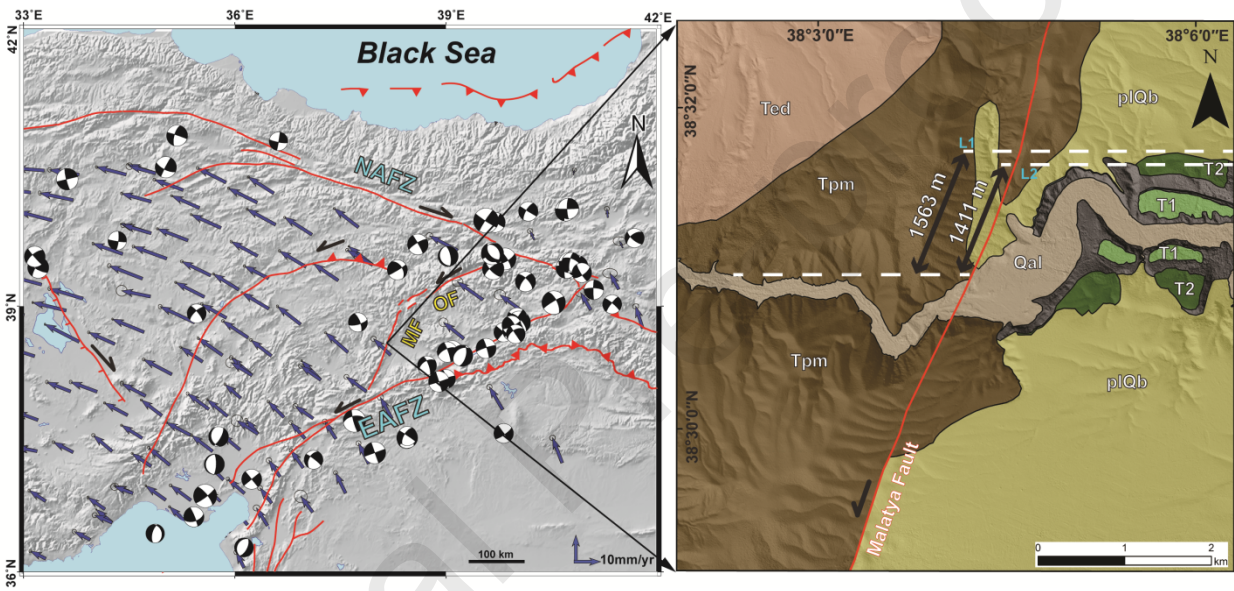 33°E
36°E
39°E
42°E
42°N
39°N
36°N
Black Sea
N
NAFZ
OF
MF
EAFZ
100 km
10mm/yr
38°3'0"E
38°6'0"E
38°32'0"N
38°30'0"N
N
Ted
plQb
L1
L2
T2
Tpm
1563 m
1411 m
T1
Qal
T1
T2
Tpm
plQb
Malatya Fault
0
1
2
km